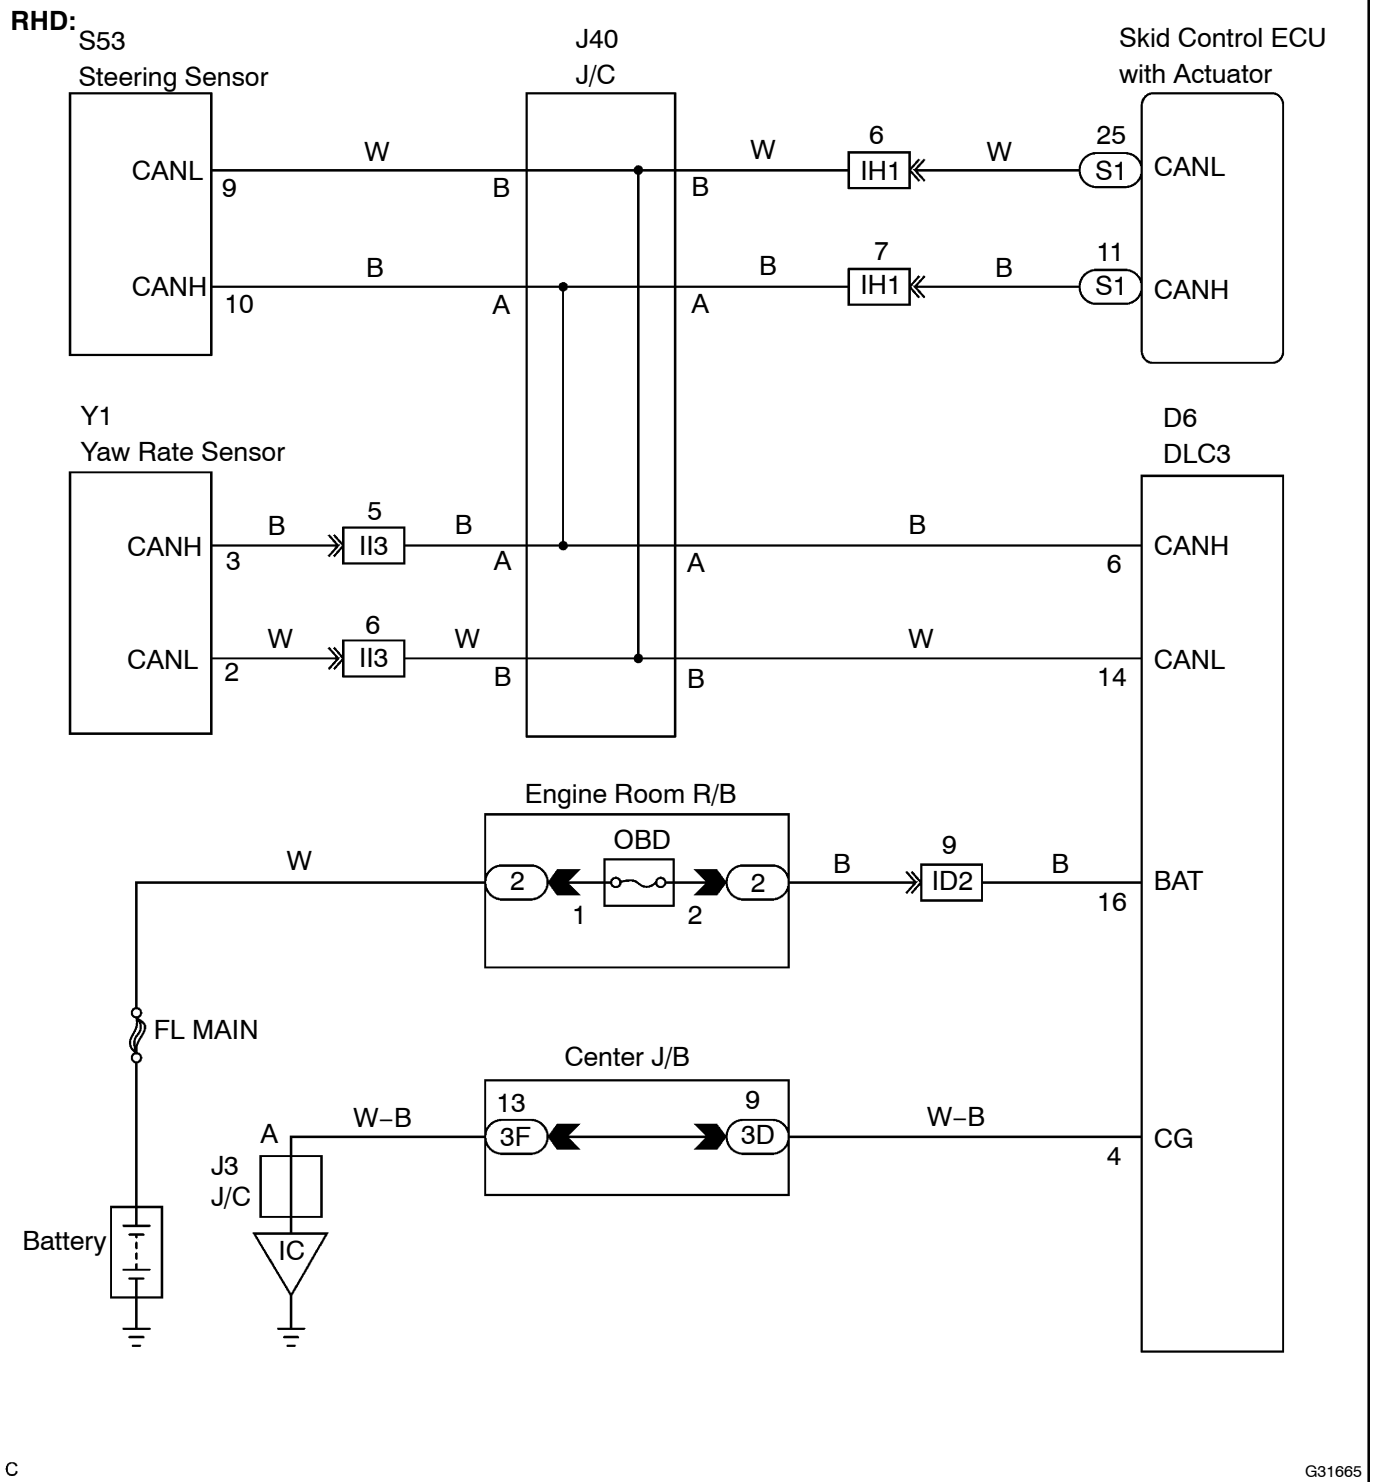 RHD:
S53
Steering Sensor
J40
J/C
Skid Control ECU
with Actuator
CANL
9
W
B
B
W
6
IH1
W
25
S1
CANL
CANH
10
B
A
A
B
7
IH1
B
11
S1
CANH
Y1
Yaw Rate Sensor
D6
DLC3
CANH
3
B
5
II3
B
A
A
B
6
CANH
CANL
2
W
6
II3
W
B
B
W
14
CANL
Engine Room R/B
W
2
1
OBD
2
2
B
9
ID2
B
16
BAT
FL MAIN
Center J/B
A
W–B
13
3F
9
3D
W–B
4
CG
J3
J/C
IC
Battery
C
G31665